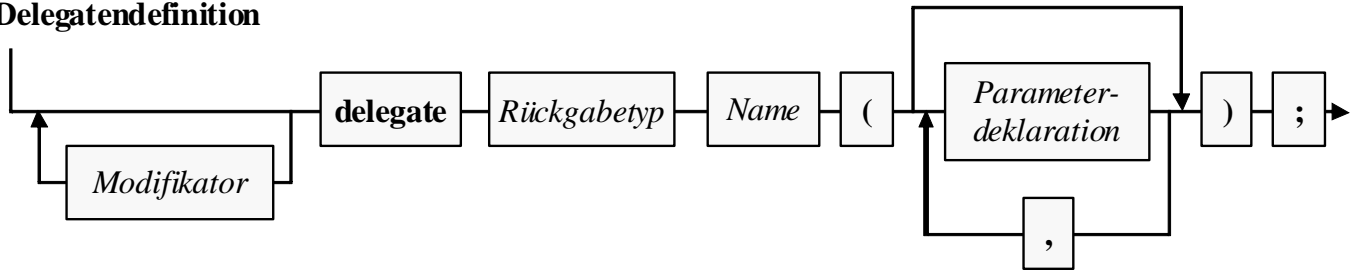 Delegatendefinition
delegate Rückgabetyp Name ( Parameter- ) ;
deklaration
Modifikator
,